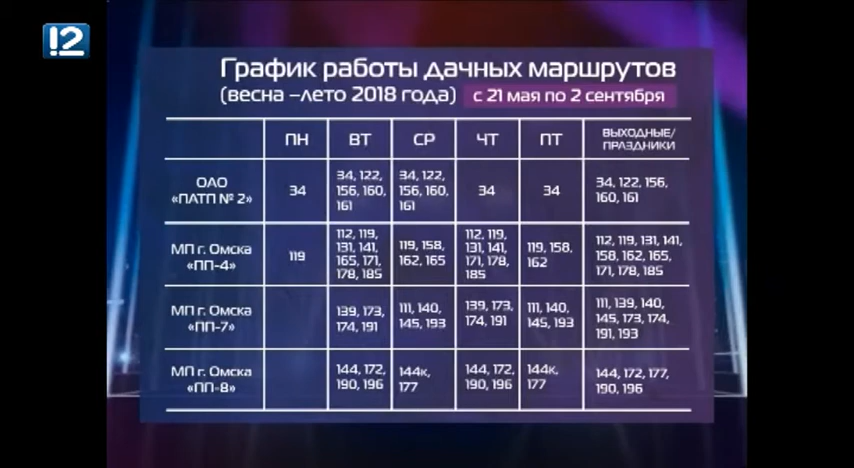 !2
График работы дачных маршрутов
(весна –лето 2018 года) с 21 мая по 2 сентября
ПН ВТ СР ЧТ ПТ ВЫХОДНЫЕ/
ПРАЗДНИКИ
ОАО
«ПАТП № 2»
34
34, 122,
156, 160,
161
34, 122,
156, 160,
161
34
34
34, 122, 156,
160, 161
МП г. Омска
«ПП-4»
119
112, 119,
131, 141,
165, 171,
178, 185
119, 158,
162, 165
112, 119,
131, 141,
171, 178,
185
119, 158,
162
112, 119, 131, 141,
158, 162, 165,
171, 178, 185
МП г. Омска
«ПП-7»
139, 173,
174, 191
111, 140,
145, 193
139, 173,
174, 191
111, 140,
145, 193
111, 139, 140,
145, 173, 174,
191, 193
МП г. Омска
«ПП-8»
144, 172,
190, 196
144к,
177
144, 172,
190, 196
144к,
177
144, 172, 177,
190, 196